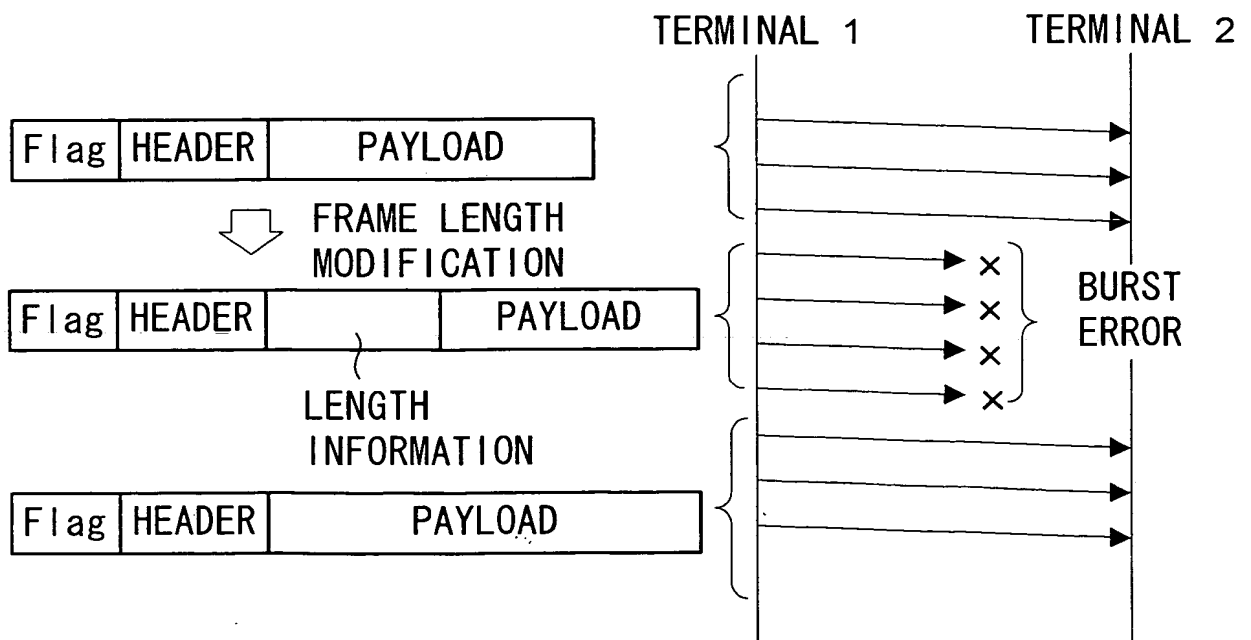 TERMINAL 1 TERMINAL 2
Flag HEADER PAYLOAD
FRAME LENGTH
MODIFICATION
Flag HEADER PAYLOAD
× 
×
×
×
BURST
ERROR
LENGTH
INFORMATION
Flag HEADER PAYLOAD